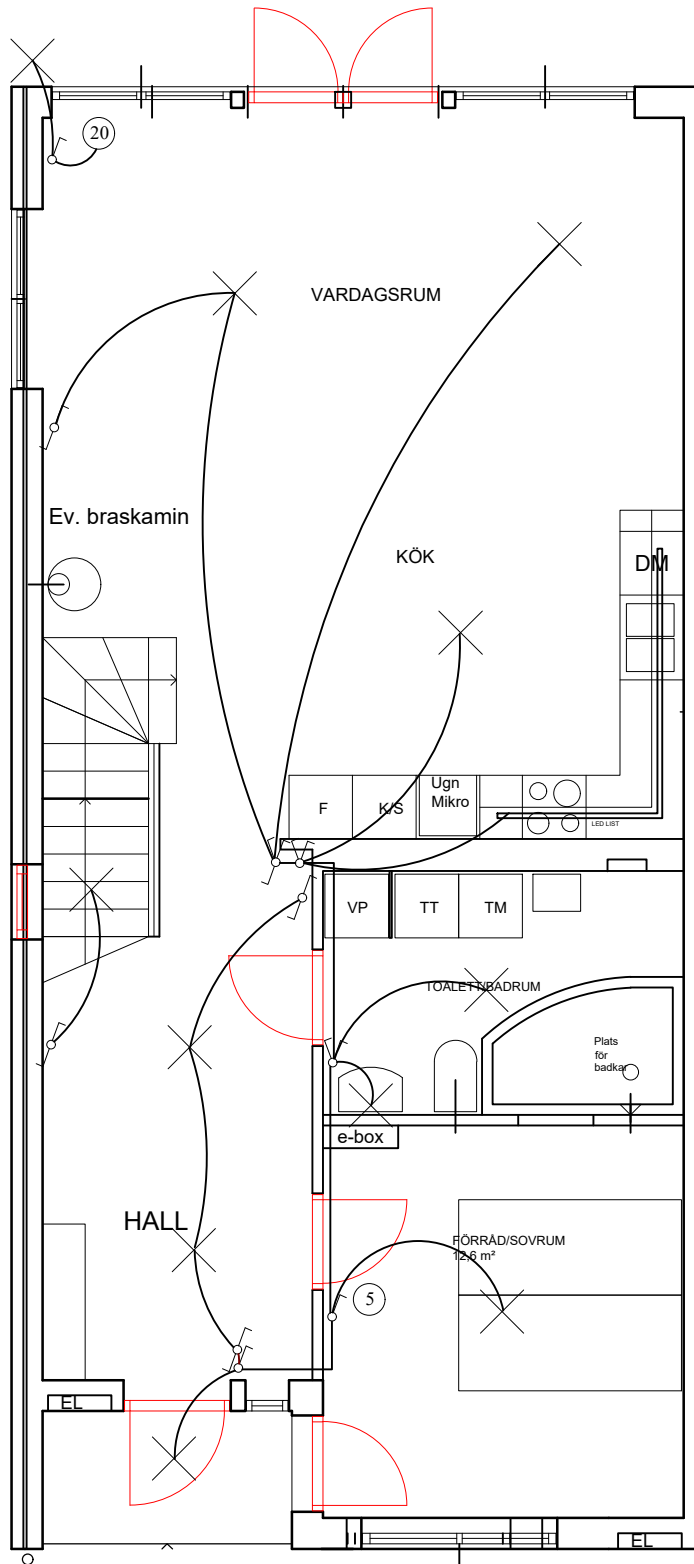 20
VARDAGSRUM
Ev. braskamin
KÖK
DM
Ugn
Mikro
F
K/S
LED LIST
VP
TT
TM
TOALETT/BADRUM
Plats
för
badkar
e-box
HALL
FÖRRÅD/SOVRUM
12,6 m²
5
EL
EL